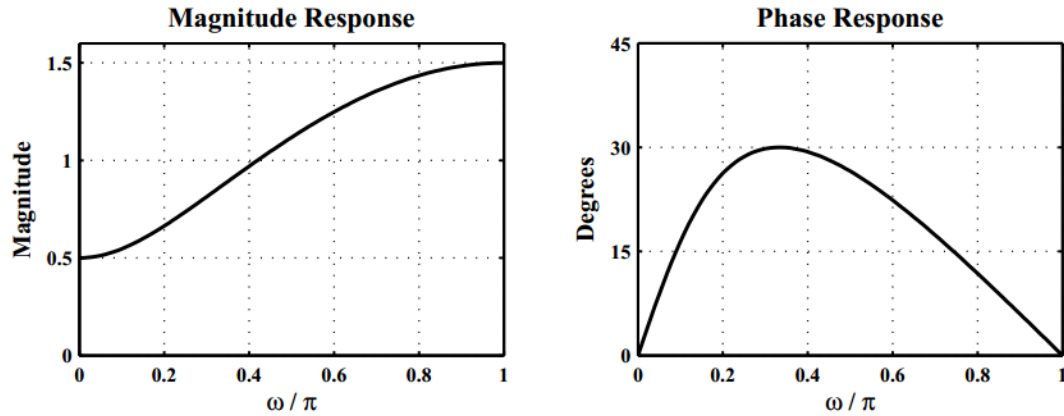 Magnitude Response
Magnitude
1.5
1
0.5
0
0 0.2 0.4 0.6 0.8 1
ω / π
Phase Response
Degrees
45
30
15
0
0 0.2 0.4 0.6 0.8 1
ω / π